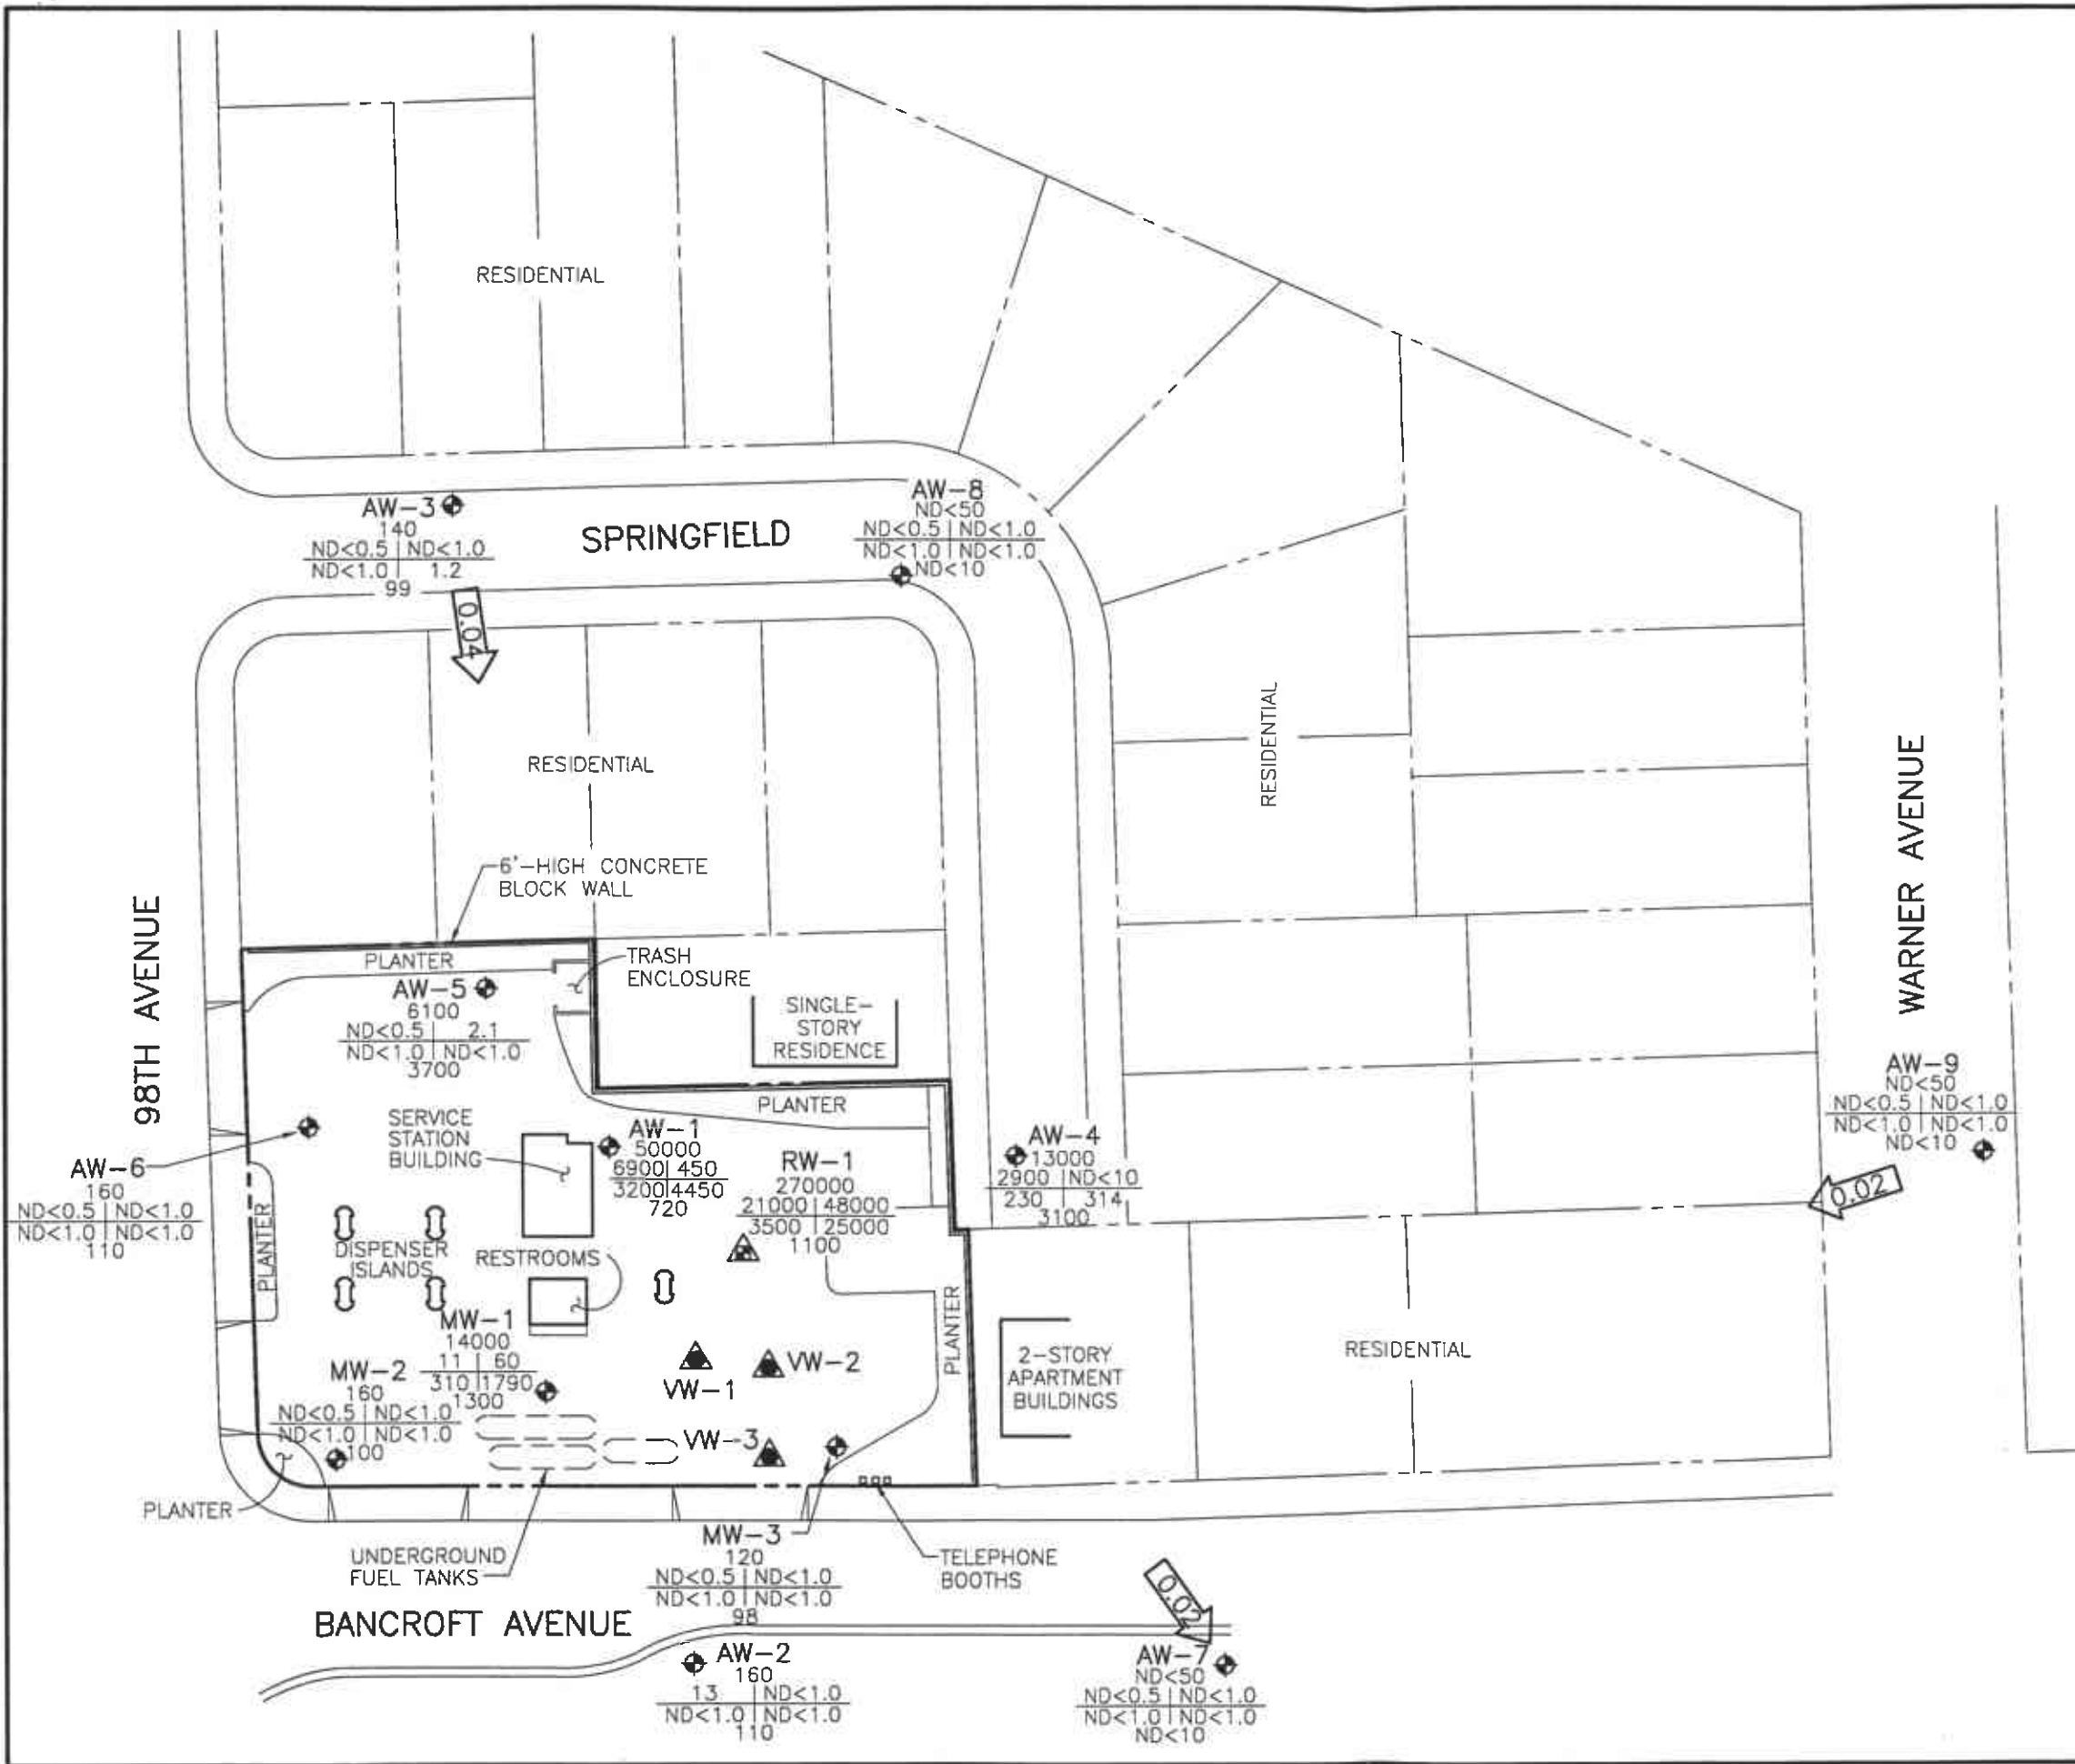 RESIDENTIAL
AW-3
140
ND<0.5 | ND<1.0
ND<1.0 | 1.2
99
SPRINGFIELD
AW-8
ND<50
ND<0.5 | ND<1.0
ND<1.0 | ND<1.0
ND<10
0.04
RESIDENTIAL
RESIDENTIAL
WARNER AVENUE
6'-HIGH CONCRETE
BLOCK WALL
98TH AVENUE
PLANTER
TRASH
ENCLOSURE
AW-5
6100
ND<0.5 | 2.1
ND<1.0 | ND<1.0
3700
SINGLE-
STORY
RESIDENCE
PLANTER
AW-9
ND<50
ND<0.5 | ND<1.0
ND<1.0 | ND<1.0
ND<10
0.02
SERVICE
STATION
BUILDING
AW-1
50000
6900 | 450
3200 | 4450
720
RW-1
270000
21000 | 48000
3500 | 25000
1100
AW-4
13000
2900 | ND<10
230 | 314
3100
AW-6
160
ND<0.5 | ND<1.0
ND<1.0 | ND<1.0
110
PLANTER
DISPENSER
ISLANDS
RESTROOMS
PLANTER
MW-1
14000
11 | 60
310 | 1790
1300
MW-2
160
ND<0.5 | ND<1.0
ND<1.0 | ND<1.0
100
VW-1
VW-2
VW-3
2-STORY
APARTMENT
BUILDINGS
RESIDENTIAL
PLANTER
UNDERGROUND
FUEL TANKS
MW-3
120
ND<0.5 | ND<1.0
ND<1.0 | ND<1.0
98
TELEPHONE
BOOTHS
0.02
BANCROFT AVENUE
AW-2
160
13 | ND<1.0
ND<1.0 | ND<1.0
110
AW-7
ND<50
ND<0.5 | ND<1.0
ND<1.0 | ND<1.0
ND<10